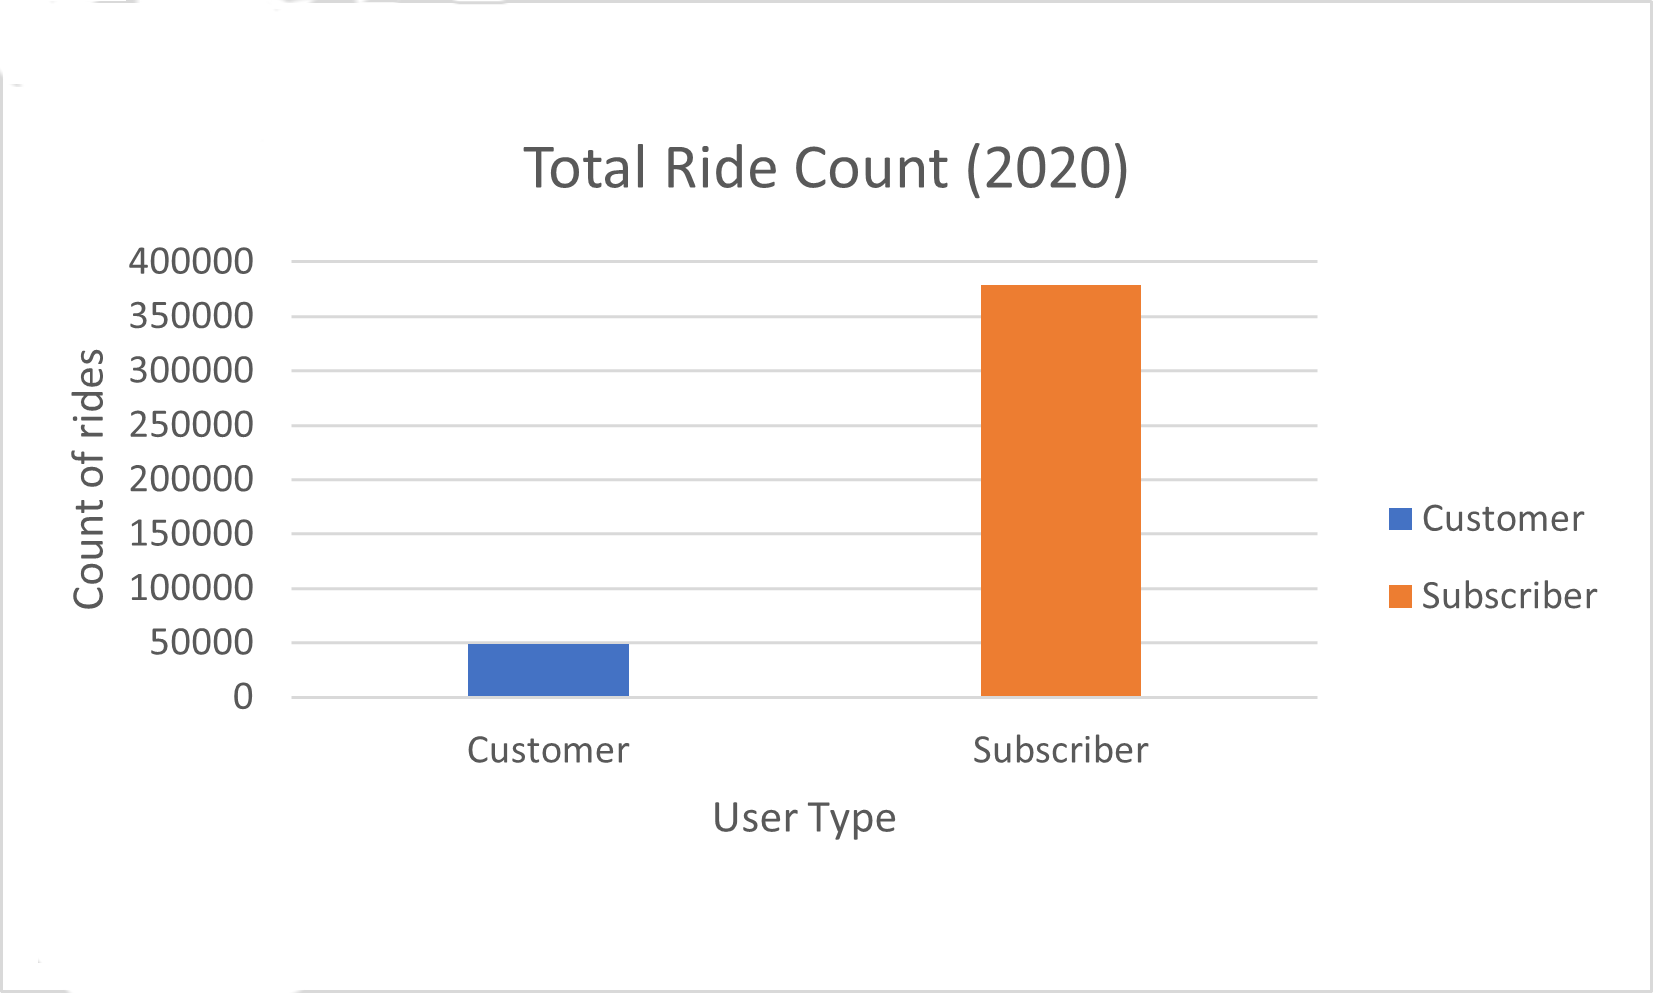 Total Ride Count (2020)
Count of rides
400000
350000
300000
250000
200000
150000
100000
50000
0
Customer
Subscriber
User Type
Customer
Subscriber